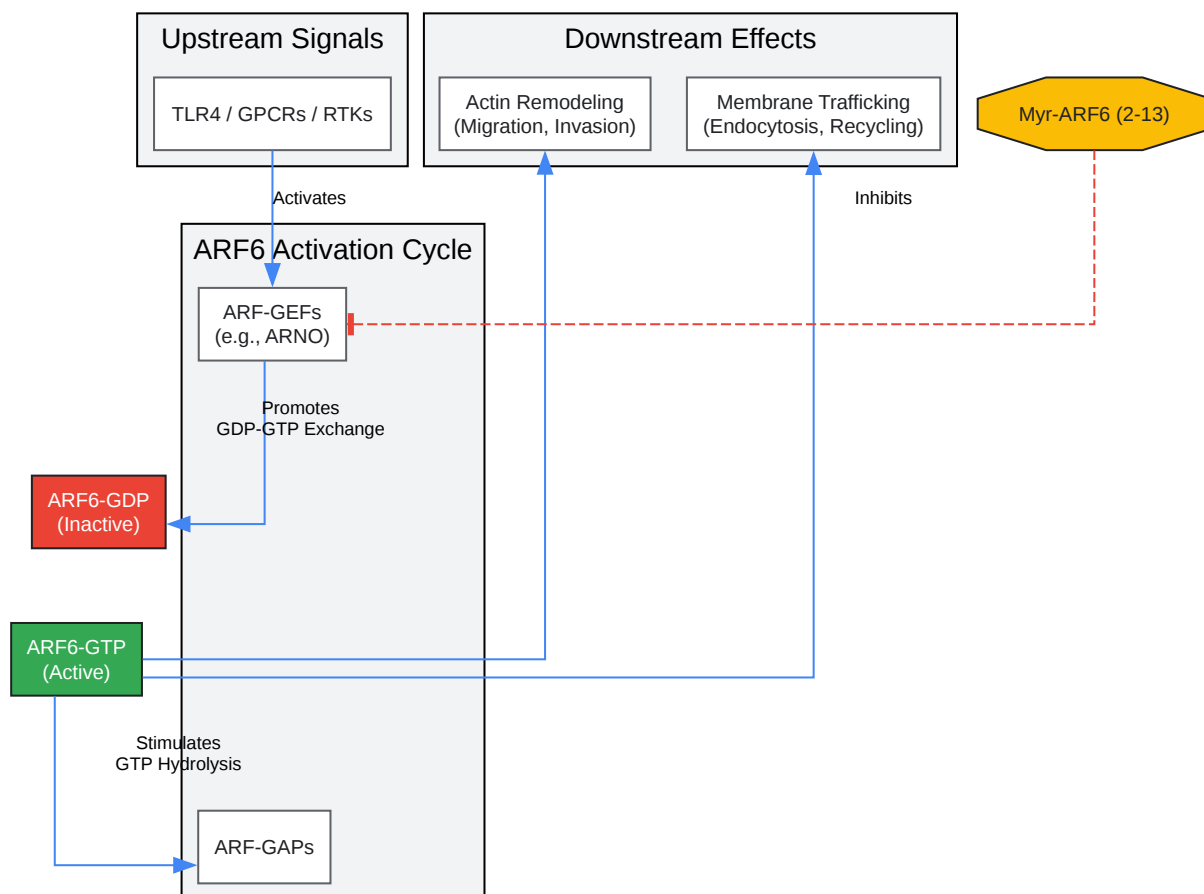 Upstream Signals
TLR4 / GPCRs / RTKs
Downstream Effects
Actin Remodeling
(Migration, Invasion)
Membrane Trafficking
(Endocytosis, Recycling)
Myr-ARF6 (2-13)
Activates
Inhibits
ARF6 Activation Cycle
ARF-GEFs
(e.g., ARNO)
Promotes
GDP-GTP Exchange
ARF6-GDP
(Inactive)
ARF6-GTP
(Active)
Stimulates
GTP Hydrolysis
ARF-GAPs